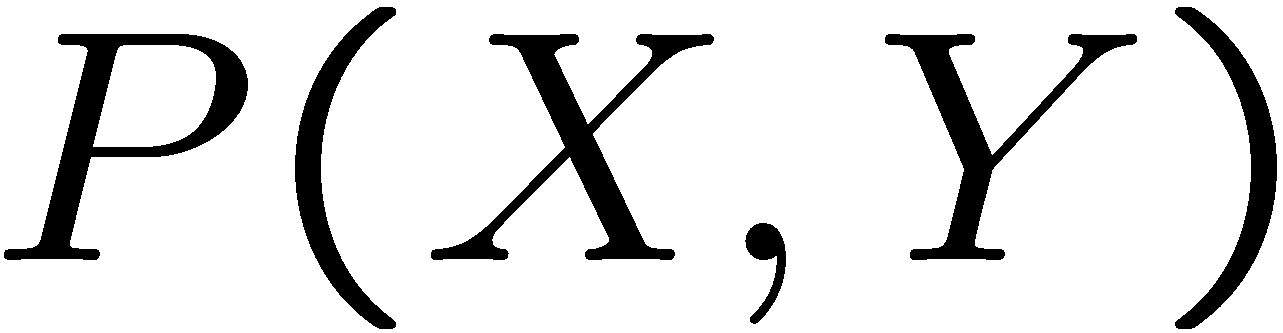 P(X, Y)